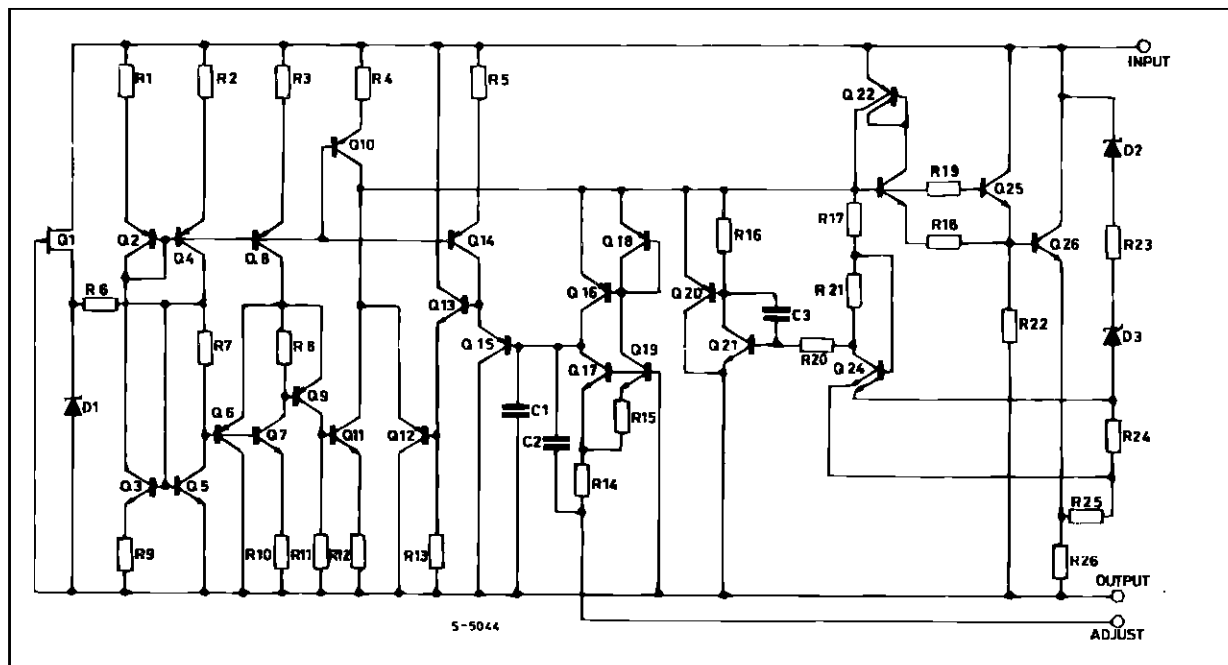 R1
R2
R3
R4
R5
INPUT
Q22
Q10
R19
Q25
D2
Q1
Q2
Q4
Q8
Q14
Q18
R16
R17
R18
Q26
R23
R6
Q13
Q16
Q20
C3
R21
R22
D3
R7
R8
Q15
Q17
Q19
Q21
R20
Q24
D1
Q6
Q9
Q7
Q11
Q12
C1
C2
R15
R24
Q3
Q5
R14
R25
R9
R10
R11
R12
R13
R26
OUTPUT
S-5044
ADJUST